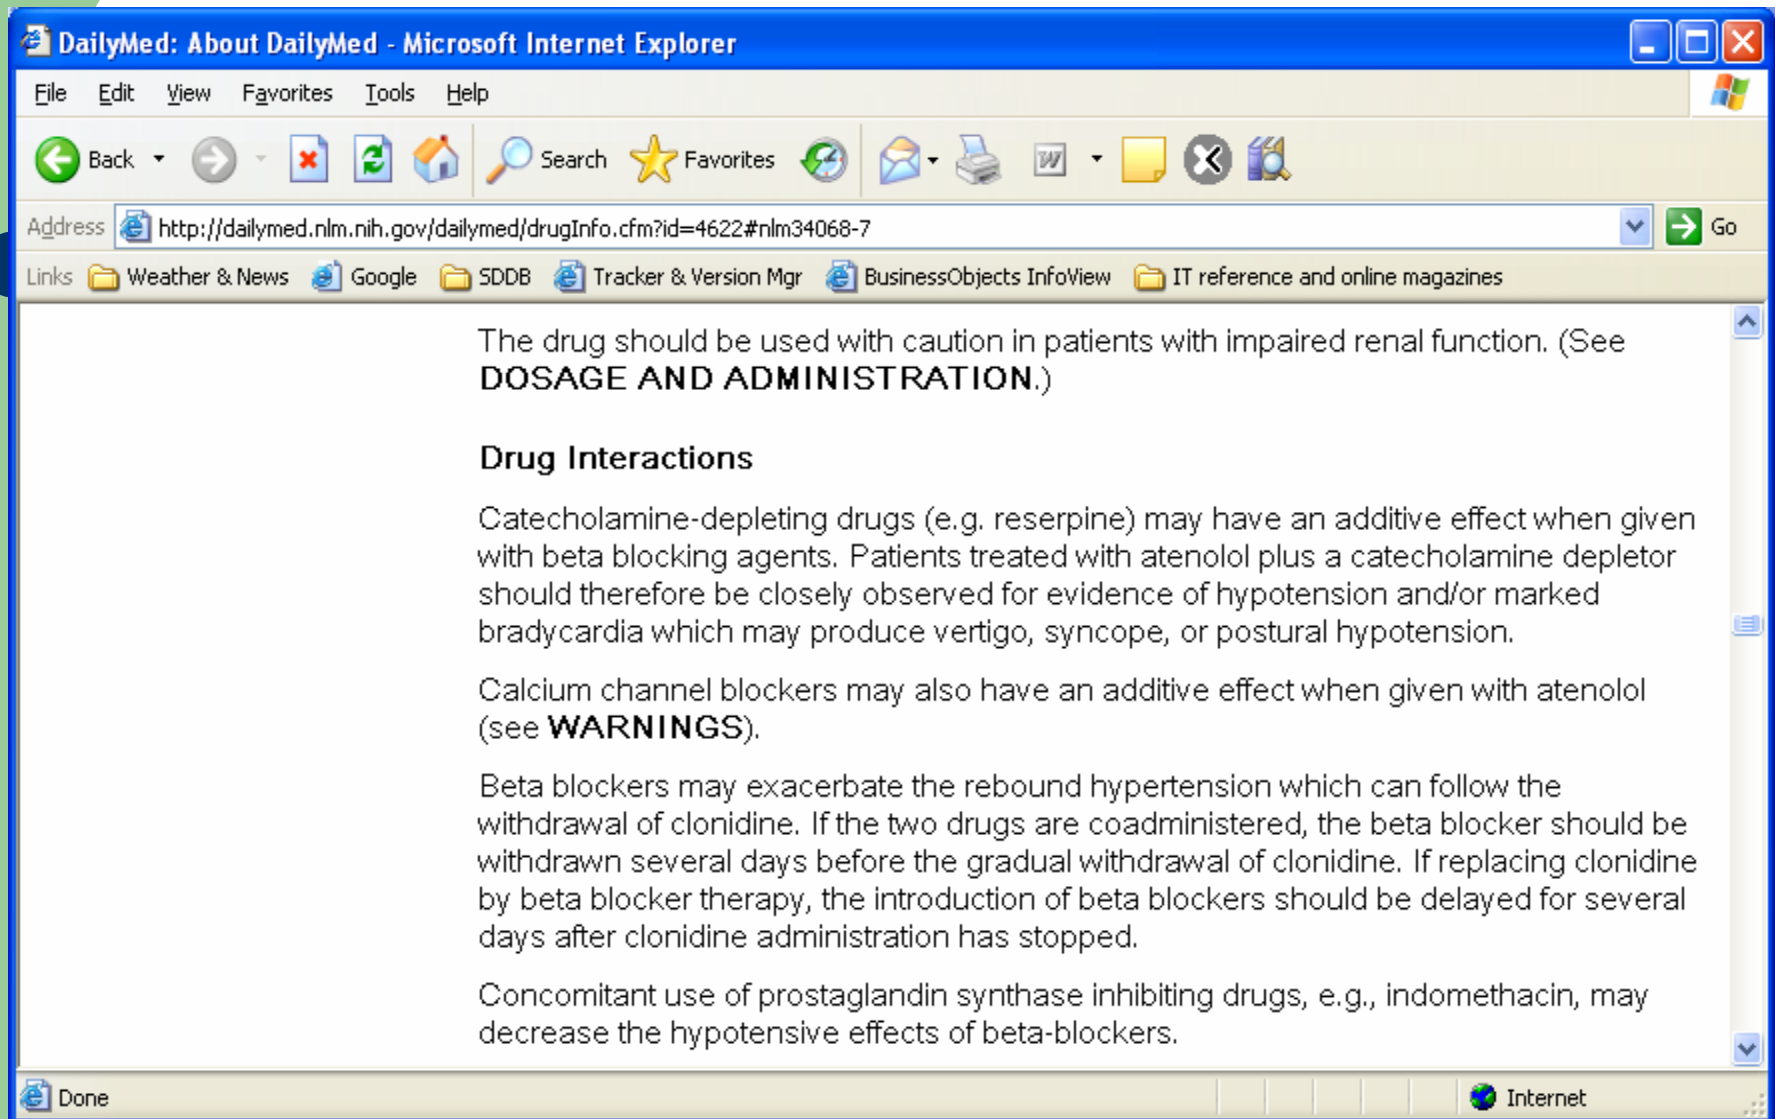 DailyMed: About DailyMed - Microsoft Internet Explorer
File Edit View Favorites Tools Help
Back Search Favorites W
Address http://dailymed.nlm.nih.gov/dailymed/drugInfo.cfm?id=4622#nlm34068-7 Go
Links Weather & News Google SDDB Tracker & Version Mgr BusinessObjects InfoView IT reference and online magazines
The drug should be used with caution in patients with impaired renal function. (See
DOSAGE AND ADMINISTRATION.)
Drug Interactions
Catecholamine-depleting drugs (e.g. reserpine) may have an additive effect when given
with beta blocking agents. Patients treated with atenolol plus a catecholamine depletor
should therefore be closely observed for evidence of hypotension and/or marked
bradycardia which may produce vertigo, syncope, or postural hypotension.
Calcium channel blockers may also have an additive effect when given with atenolol
(see WARNINGS).
Beta blockers may exacerbate the rebound hypertension which can follow the
withdrawal of clonidine. If the two drugs are coadministered, the beta blocker should be
withdrawn several days before the gradual withdrawal of clonidine. If replacing clonidine
by beta blocker therapy, the introduction of beta blockers should be delayed for several
days after clonidine administration has stopped.
Concomitant use of prostaglandin synthase inhibiting drugs, e.g., indomethacin, may
decrease the hypotensive effects of beta-blockers.
Done Internet